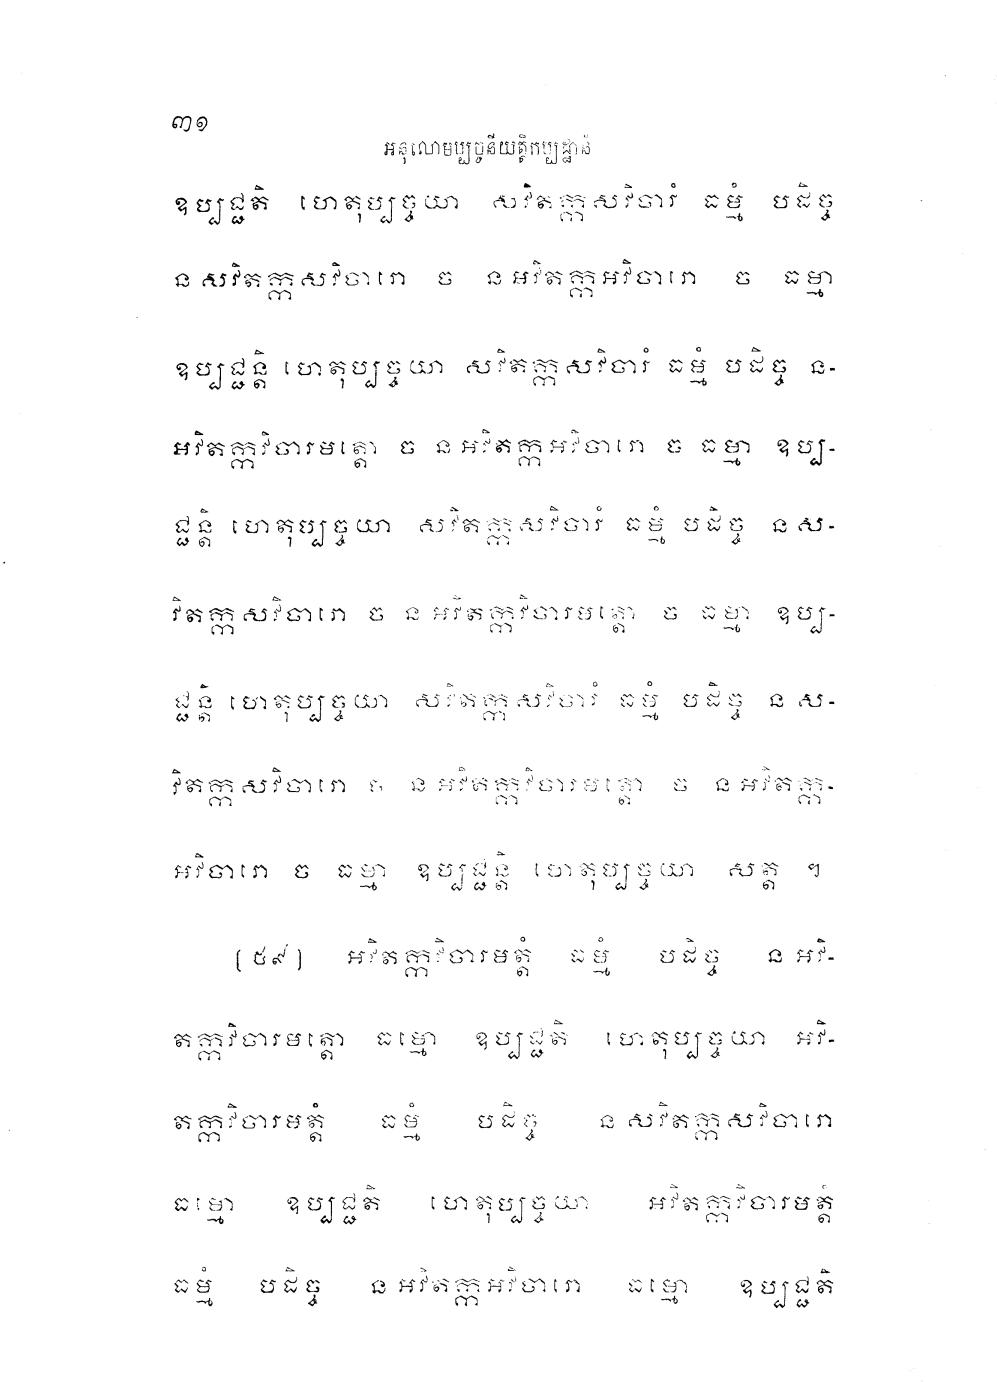 ៣១
អនុលោមប្បច្ចនីយត្តិកប្បដ្ឋានំ
ឧប្បជ្ជតិ ហេតុប្បច្ចយា សវិតក្កសវិចារំ ធម្មំ បដិច្ច
នសវិតក្កសវិចារោ ច នអវិតក្កអវិចារោ ច ធម្មា
ឧប្បជ្ជន្តិ ហេតុប្បច្ចយា សវិតក្កសវិចារំ ធម្មំ បដិច្ច ន-
អវិតក្កវិចារមត្តោ ច នអវិតក្កអវិចារោ ច ធម្មា ឧប្ប-
ជ្ជន្តិ ហេតុប្បច្ចយា សវិតក្កសវិចារំ ធម្មំ បដិច្ច នស-
វិតក្កសវិចារោ ច នអវិតក្កវិចារមត្តោ ច ធម្មា ឧប្ប-
ជ្ជន្តិ ហេតុប្បច្ចយា សវិតក្កសវិចារំ ធម្មំ បដិច្ច នស-
វិតក្កសវិចារោ ច នអវិតក្កវិចារមត្តោ ច នអវិតក្ក-
អវិចារោ ច ធម្មា ឧប្បជ្ជន្តិ ហេតុប្បច្ចយា សត្ត ។
[៥៩] អវិតក្កវិចារមត្តំ ធម្មំ បដិច្ច នអវិ-
តក្កវិចារមត្តោ ធម្មោ ឧប្បជ្ជតិ ហេតុប្បច្ចយា អវិ-
តក្កវិចារមត្តំ ធម្មំ បដិច្ច នសវិតក្កសវិចារោ
ធម្មោ ឧប្បជ្ជតិ ហេតុប្បច្ចយា អវិតក្កវិចារមត្តំ
ធម្មំ បដិច្ច នអវិតក្កអវិចារោ ធម្មោ ឧប្បជ្ជតិ